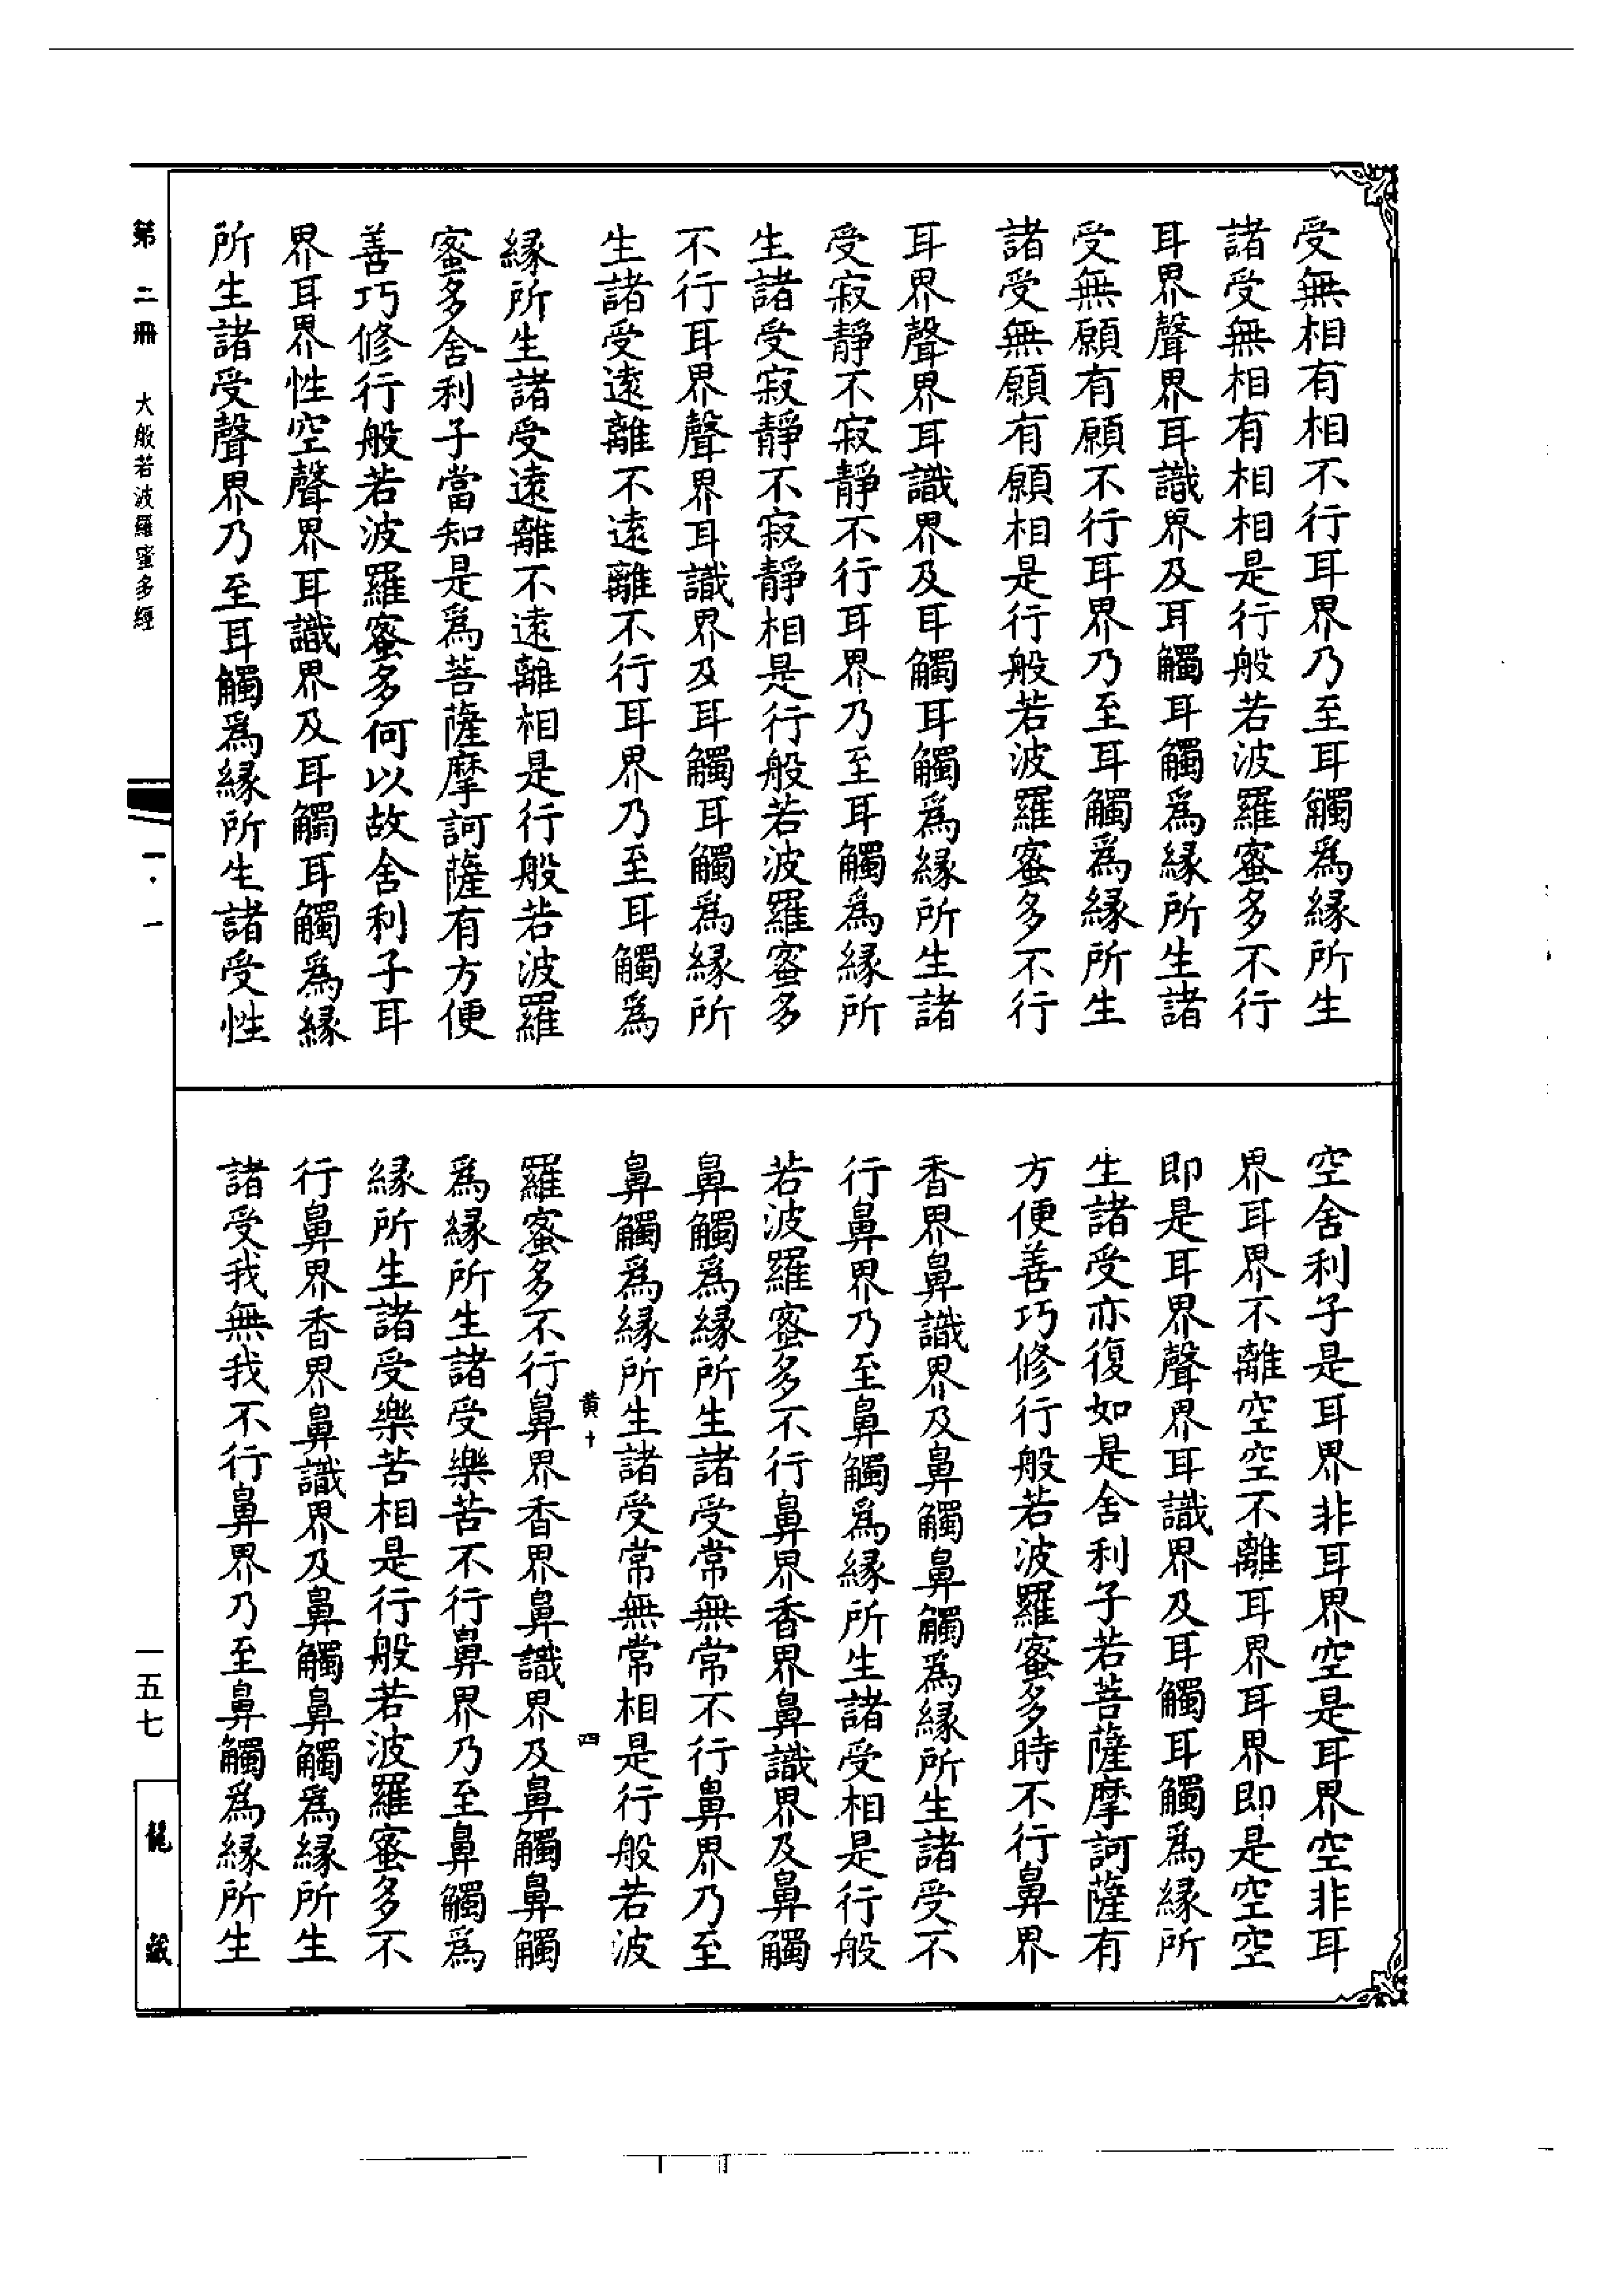 受無相有相不行耳界乃至耳觸爲緣所生
諸受無相有相相是行般若波羅蜜多不行
耳界聲界耳識界及耳觸耳觸爲緣所生諸
受無願有願不行耳界乃至耳觸爲緣所生
諸受無願有願相是行般若波羅蜜多不行
耳界聲界耳識界及耳觸耳觸爲緣所生諸
受寂靜不寂靜不行耳界乃至耳觸爲緣所
生諸受寂靜不寂靜相是行般若波羅蜜多
不行耳界聲界耳識界及耳觸耳觸爲緣所
生諸受遠離不遠離不行耳界乃至耳觸爲
緣所生諸受遠離不遠離相是行般若波羅
蜜多舍利子當知是爲菩薩摩訶薩有方便
善巧修行般若波羅蜜多何以故舍利子耳
界耳界性空聲界耳識界及耳觸耳觸爲緣
所生諸受聲界乃至耳觸爲緣所生諸受性
空舍利子是耳界非耳界空是耳界空非耳
界耳界不離空空不離耳界耳界即是空空
即是耳界聲界耳識界及耳觸耳觸爲緣所
生諸受亦復如是舍利子若菩薩摩訶薩有
方便善巧修行般若波羅蜜多時不行鼻界
香界鼻識界及鼻觸鼻觸爲緣所生諸受不
行鼻界乃至鼻觸爲緣所生諸受相是行般
若波羅蜜多不行鼻界香界鼻識界及鼻觸
鼻觸爲緣所生諸受常無常不行鼻界乃至
鼻觸爲緣所生諸受常無常相是行般若波
黄十 四
羅蜜多不行鼻界香界鼻識界及鼻觸鼻觸
爲緣所生諸受樂苦不行鼻界乃至鼻觸爲
緣所生諸受樂苦相是行般若波羅蜜多不
行鼻界香界鼻識界及鼻觸鼻觸爲緣所生
諸受我無我不行鼻界乃至鼻觸爲緣所生
第二冊 大般若波羅蜜多經 一·一 一五七 龍藏